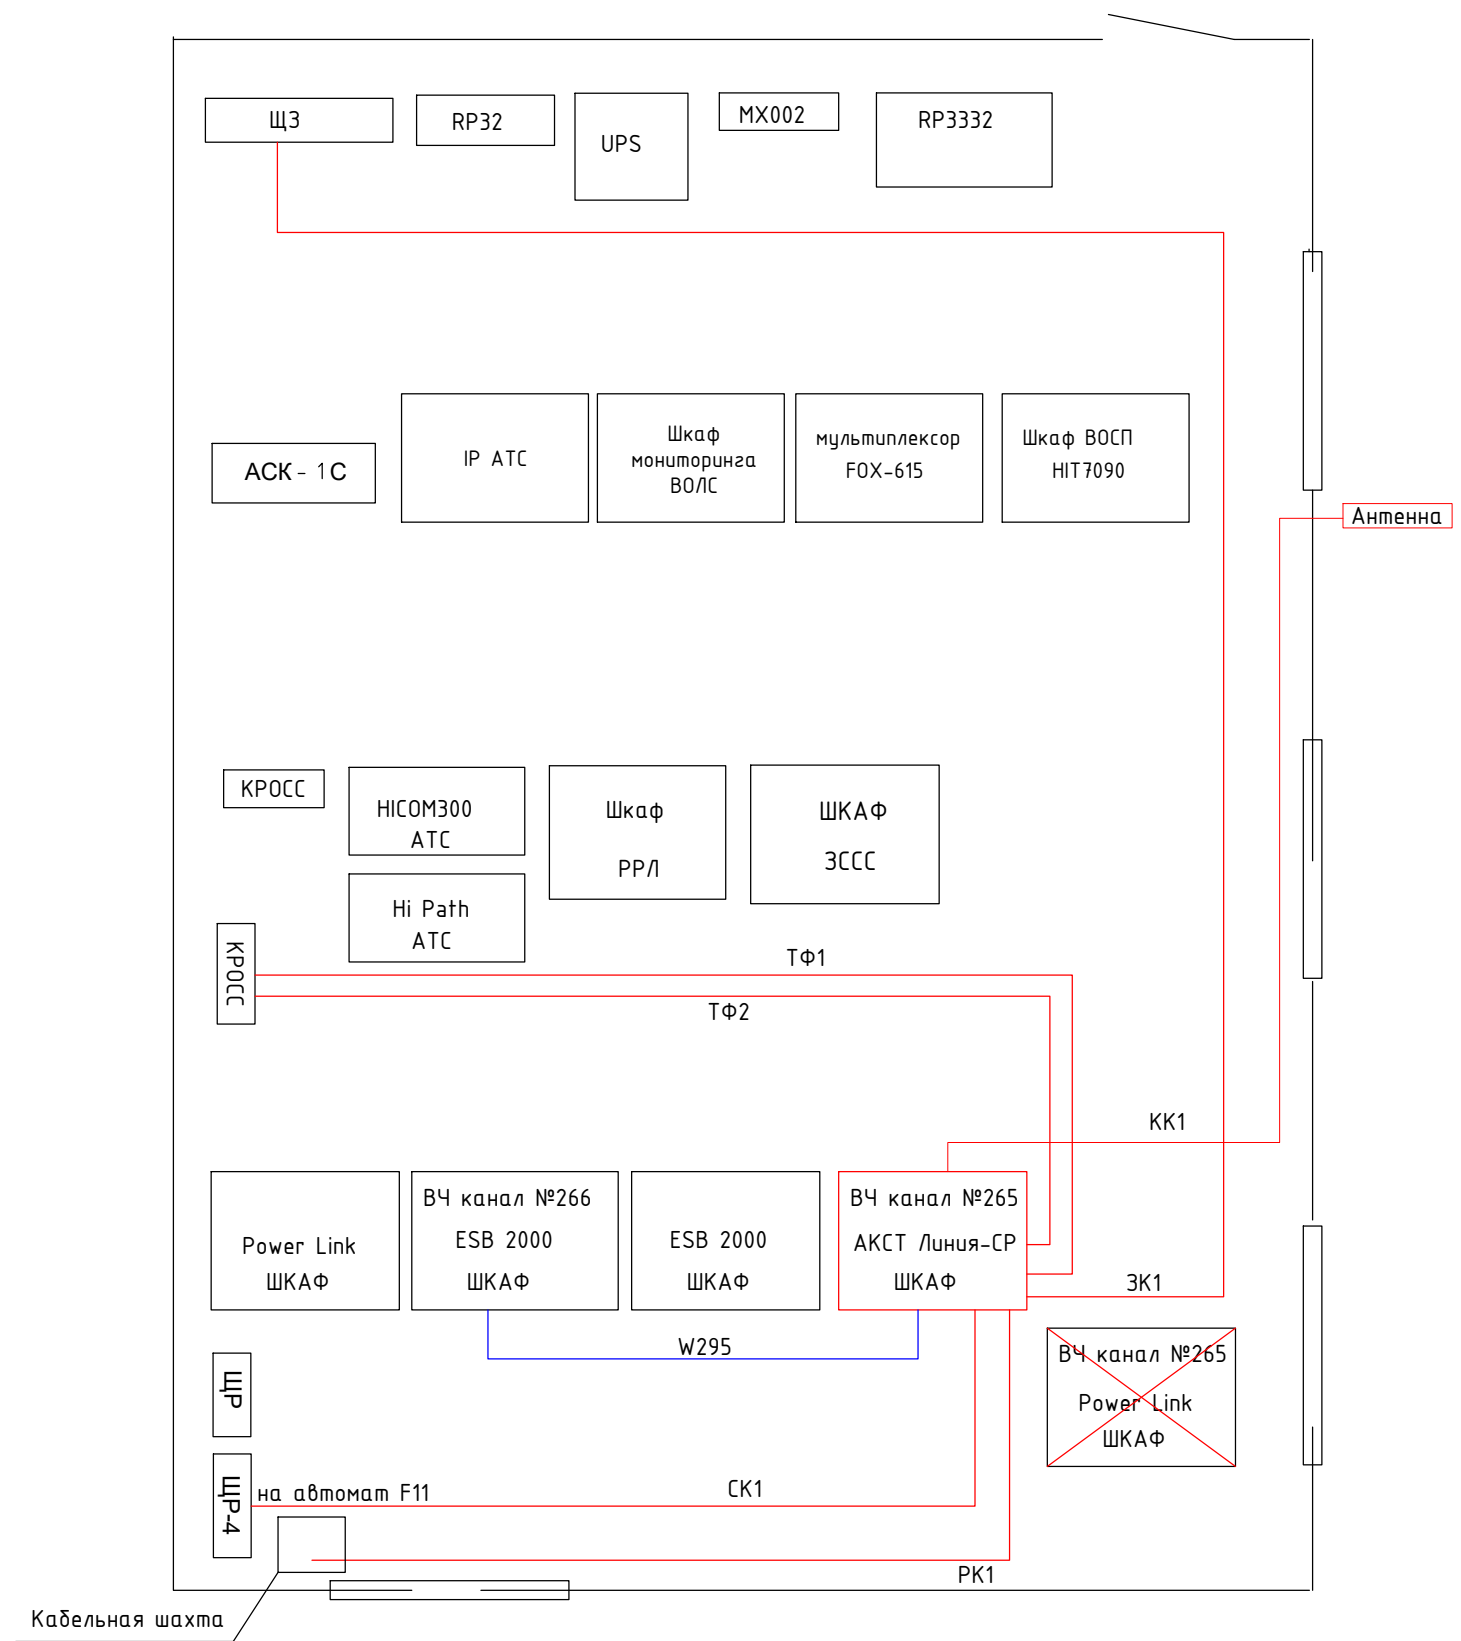 ЩЗ
RP32
UPS
MX002
RP3332
АСК - 1С
IP АТС
Шкаф
мониторинга
ВОЛС
мультиплексор
FOX-615
Шкаф ВОСП
HIT7090
Антенна
КРОСС
HICOM300
АТС
Шкаф
РРЛ
ШКАФ
ЗССС
Hi Path
АТС
КРОСС
ТФ1
ТФ2
КК1
Power Link
ШКАФ
ВЧ канал №266
ESB 2000
ШКАФ
ESB 2000
ШКАФ
ВЧ канал №265
АКСТ Линия-СР
ШКАФ
ЗК1
W295
ВЧ канал №265
Power Link
ШКАФ
ЩР
ЩР-4
на автомат F11
СК1
РК1
Кабельная шахта